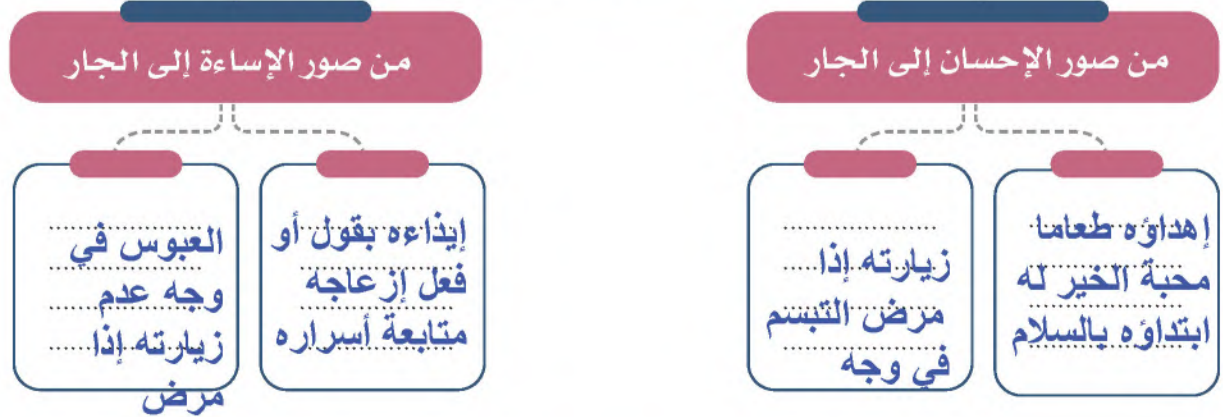 من صور الإحسان إلى الجار
إهداؤه طعاما
محبة الخير له
ابتداؤه بالسلام
زيارته إذا
مرض التبسم
في وجه
من صور الإساءة إلى الجار
إيذاءه بقول أو
فعل إزعاجه
متابعة أسراره
العبوس في
وجه عدم
زيارته إذا
مرض